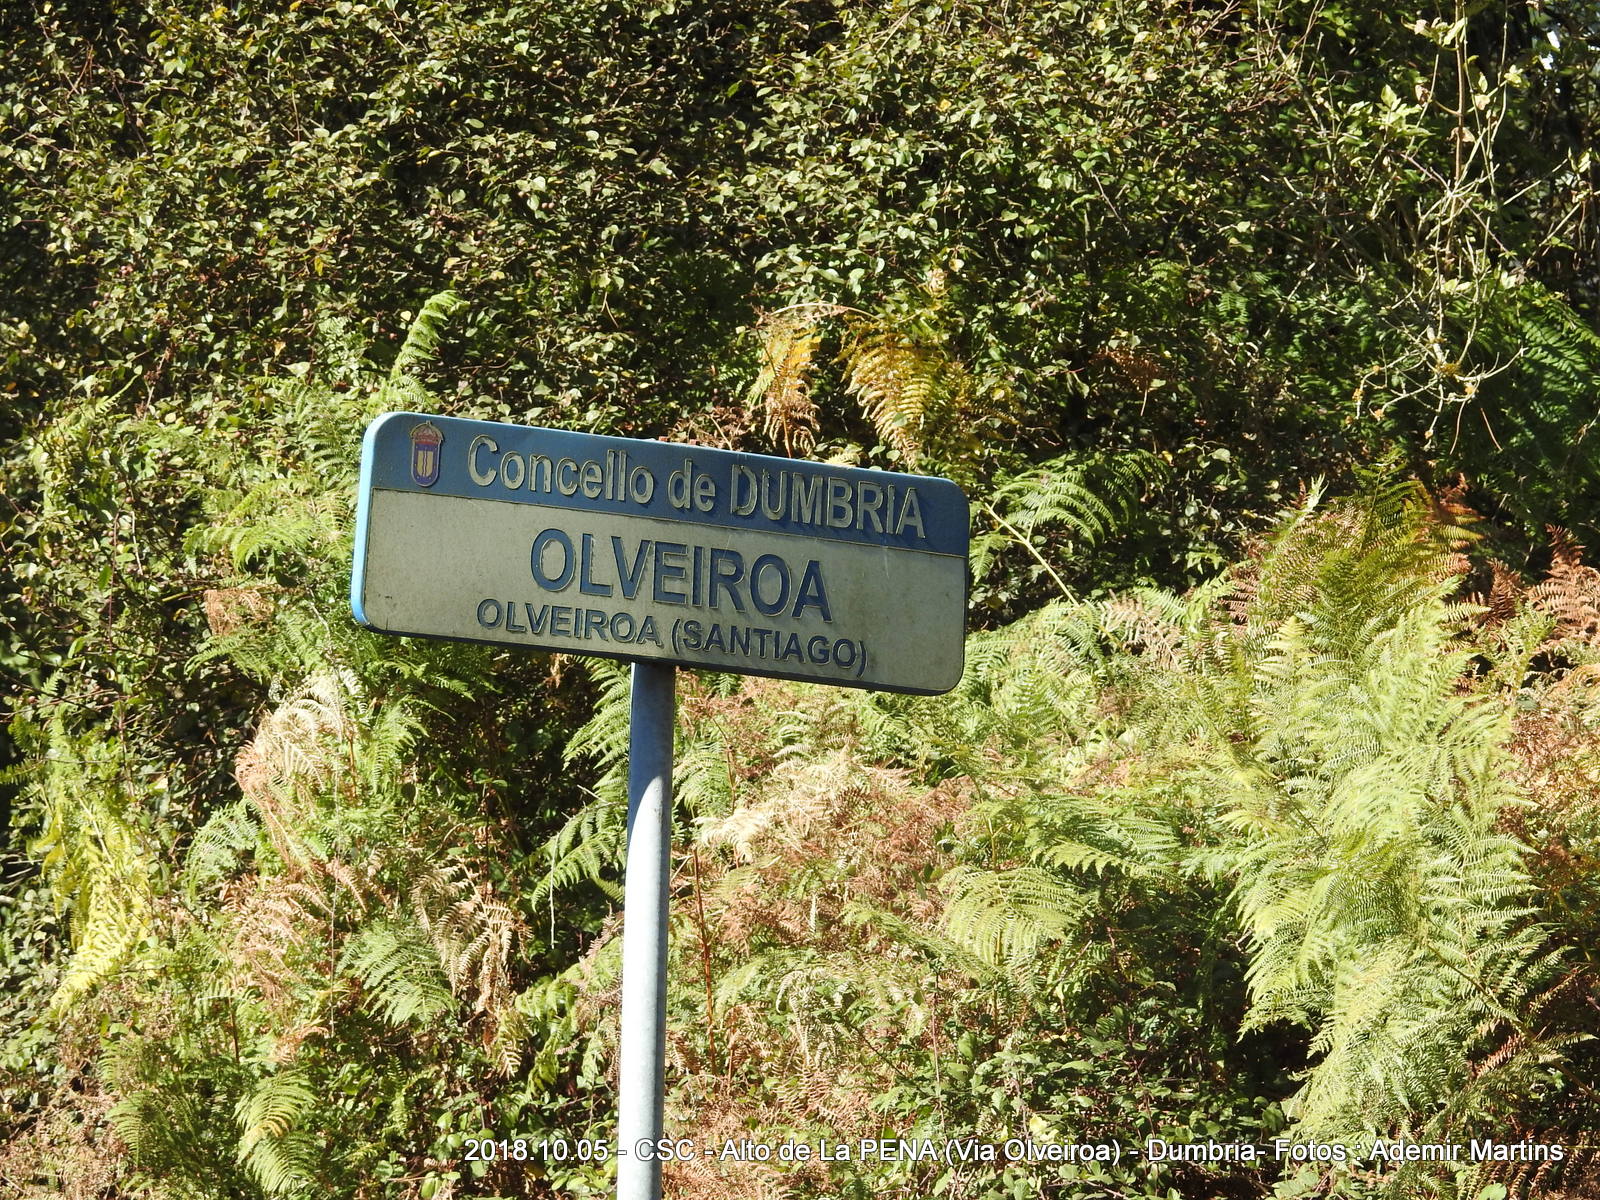 Concello de DUMBRIA
OLVEIROA
OLVEIROA (SANTIAGO)
2018.10.05 - CSC - Alto de La PENA (Via Olveiroa) - Dumbria- Fotos : Ademir Martins